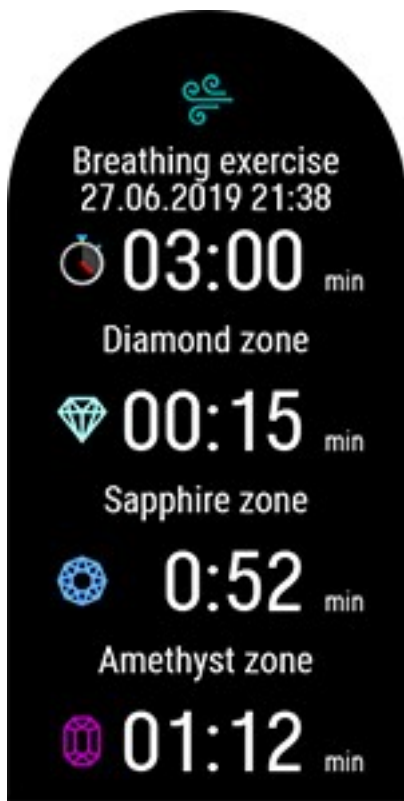 Breathing exercise
27.06.2019 21:38
03:00 min
Diamond zone
00:15 min
Sapphire zone
0:52 min
Amethyst zone
01:12 min